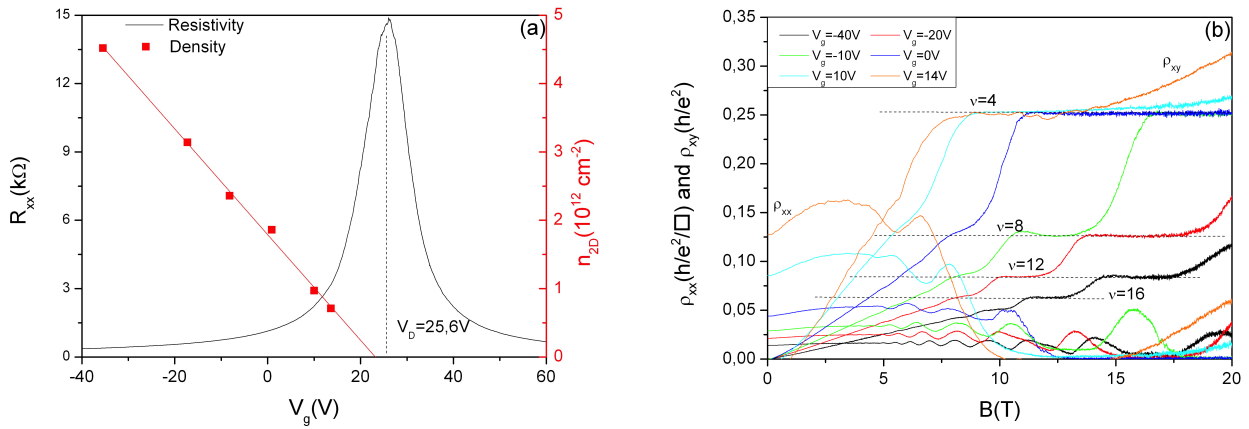 (a)
Resistivity
Density
15
12
9
6
3
0
R_xx(kΩ)
5
4
3
2
1
0
n_2D(10^12 cm^-2)
V_D=25,6V
-40 -20 0 20 40 60
V_g(V)
(b)
0,35
0,30
0,25
0,20
0,15
0,10
0,05
0,00
ρ_xx(h/e^2/□) and ρ_xy(h/e^2)
V_g=-40V V_g=-20V
V_g=-10V V_g=0V
V_g=10V V_g=14V
ρ_xy
ν=4
ρ_xx
ν=8
ν=12
ν=16
0 5 10 15 20
B(T)